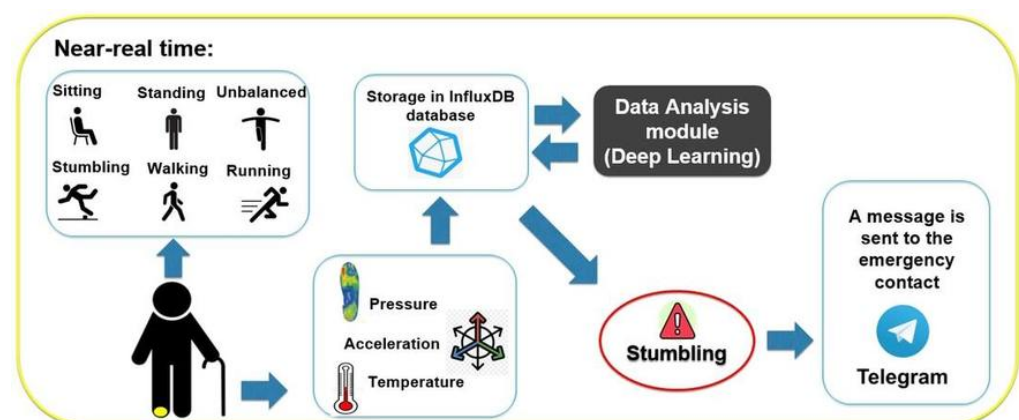 Near-real time:
Sitting
Standing
Unbalanced
Stumbling
Walking
Running
Storage in InfluxDB
database
Data Analysis
module
(Deep Learning)
Pressure
Acceleration
Temperature
Stumbling
A message is
sent to the
emergency
contact
Telegram